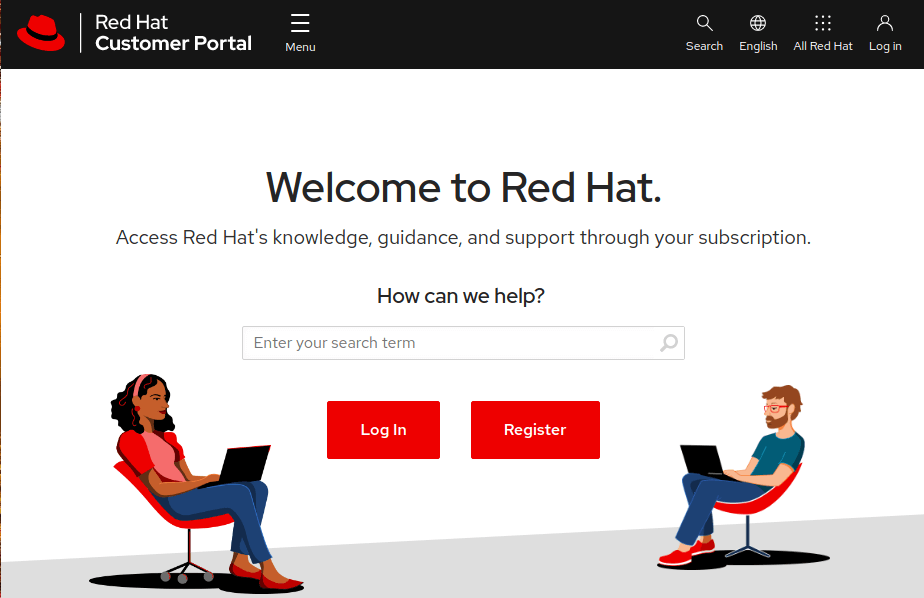 Red Hat
Customer Portal
Menu
Search
English
All Red Hat
Log in
Welcome to Red Hat.
Access Red Hat's knowledge, guidance, and support through your subscription.
How can we help?
Enter your search term
Log In
Register